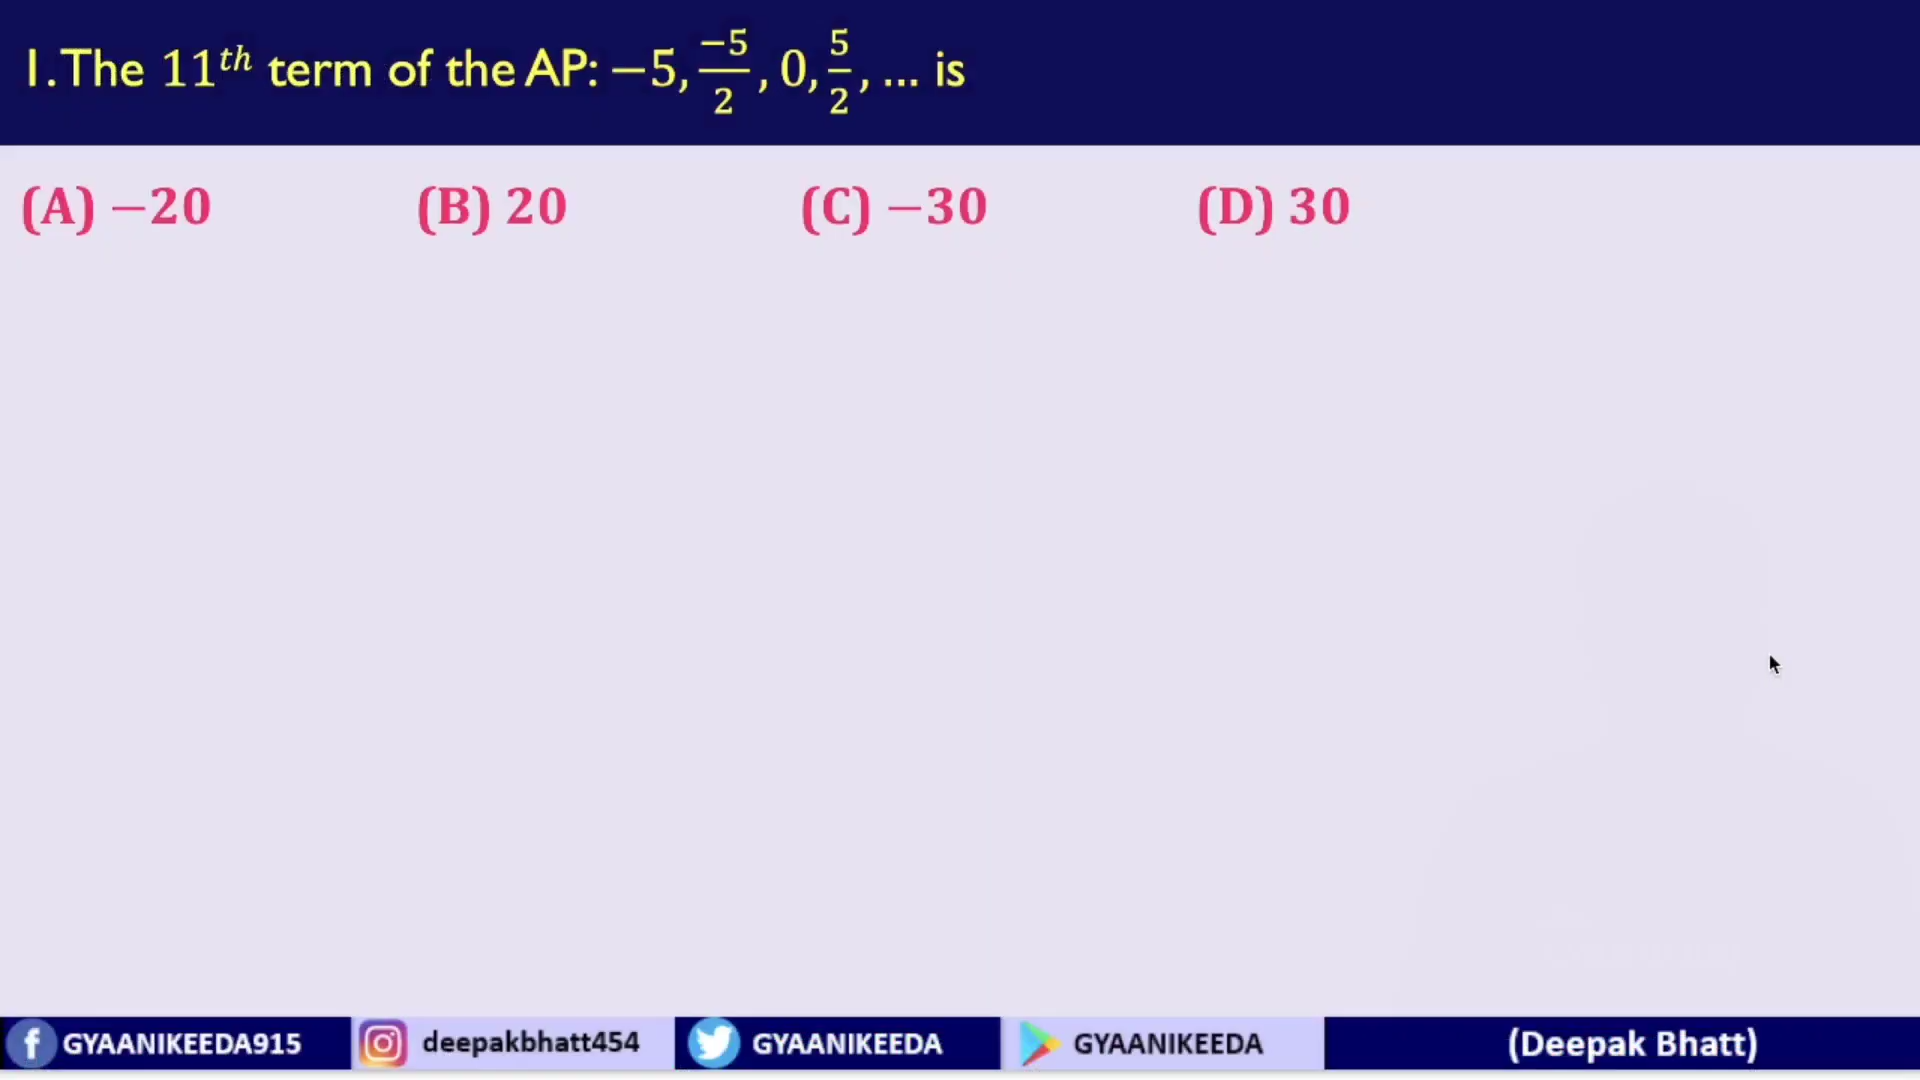 1. The 11th term of the AP: −5, −5/2, 0, 5/2, ... is
(A) −20 (B) 20 (C) −30 (D) 30
GYAANIKEEDA915 deepakbhatt454 GYAANIKEEDA GYAANIKEEDA (Deepak Bhatt)